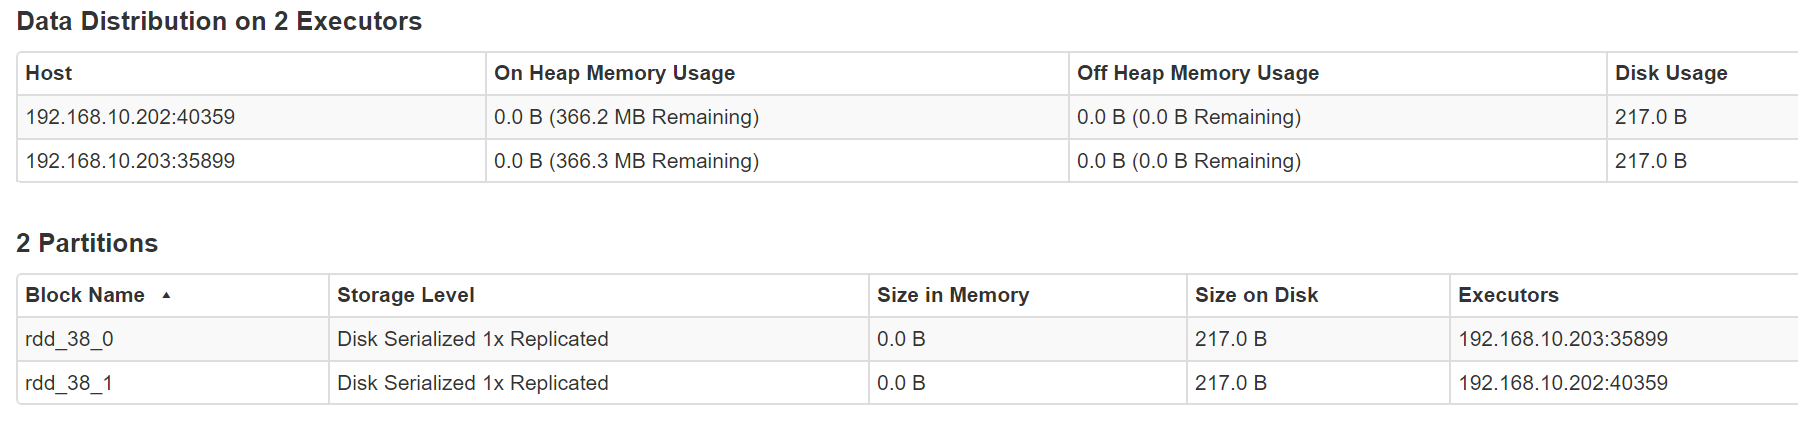 Data Distribution on 2 Executors
Host On Heap Memory Usage Off Heap Memory Usage Disk Usage
192.168.10.202:40359 0.0 B (366.2 MB Remaining) 0.0 B (0.0 B Remaining) 217.0 B
192.168.10.203:35899 0.0 B (366.3 MB Remaining) 0.0 B (0.0 B Remaining) 217.0 B
2 Partitions
Block Name ▲ Storage Level Size in Memory Size on Disk Executors
rdd_38_0 Disk Serialized 1x Replicated 0.0 B 217.0 B 192.168.10.203:35899
rdd_38_1 Disk Serialized 1x Replicated 0.0 B 217.0 B 192.168.10.202:40359